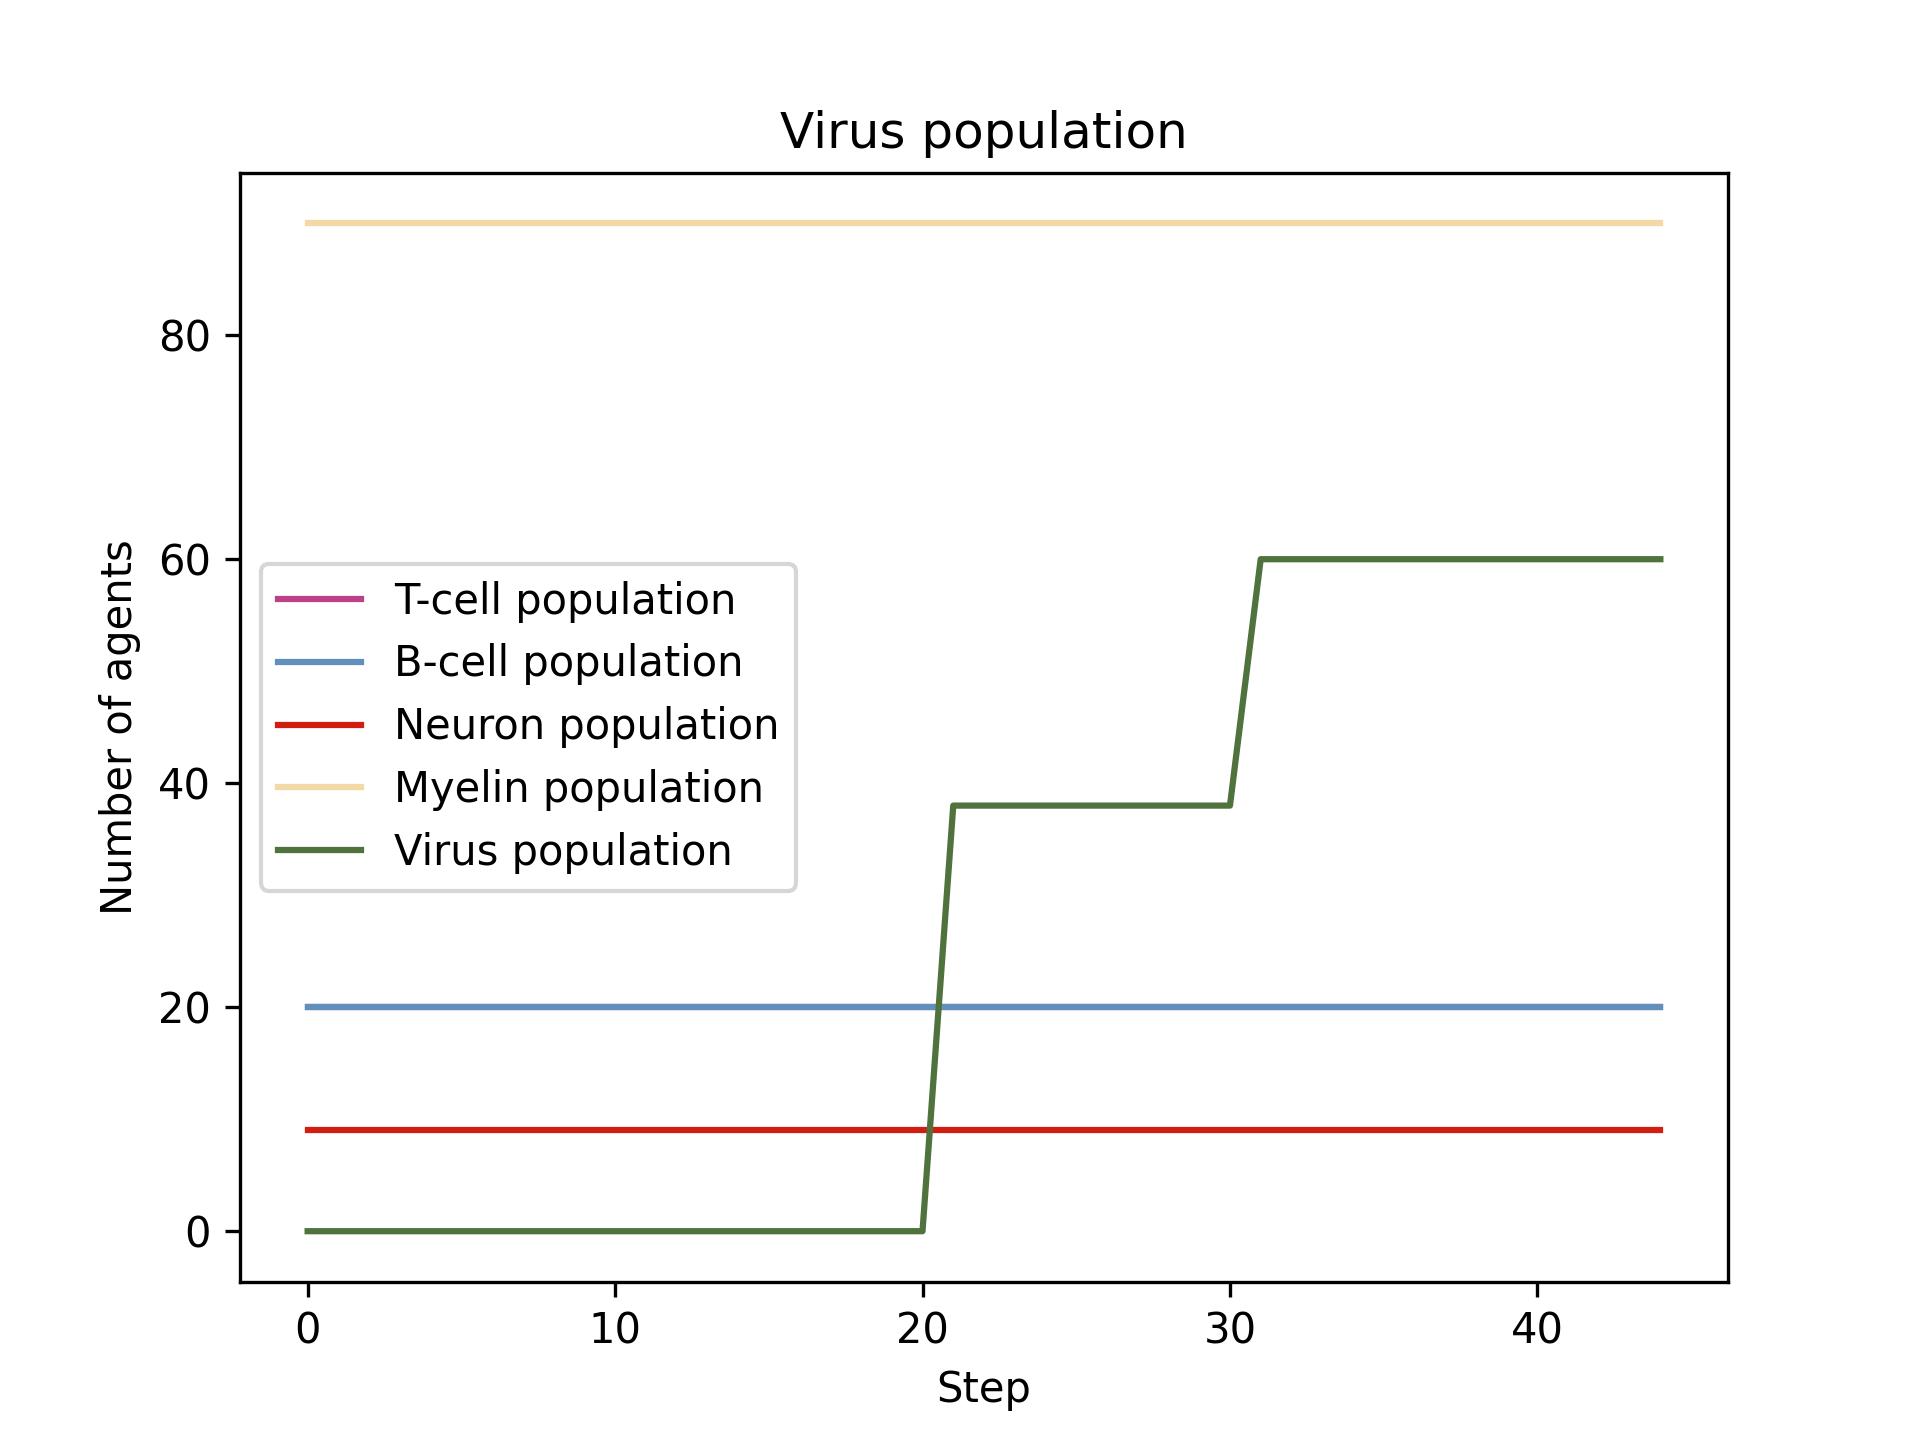 Virus population
Number of agents
80
60
40
20
0
T-cell population
B-cell population
Neuron population
Myelin population
Virus population
0 10 20 30 40
Step